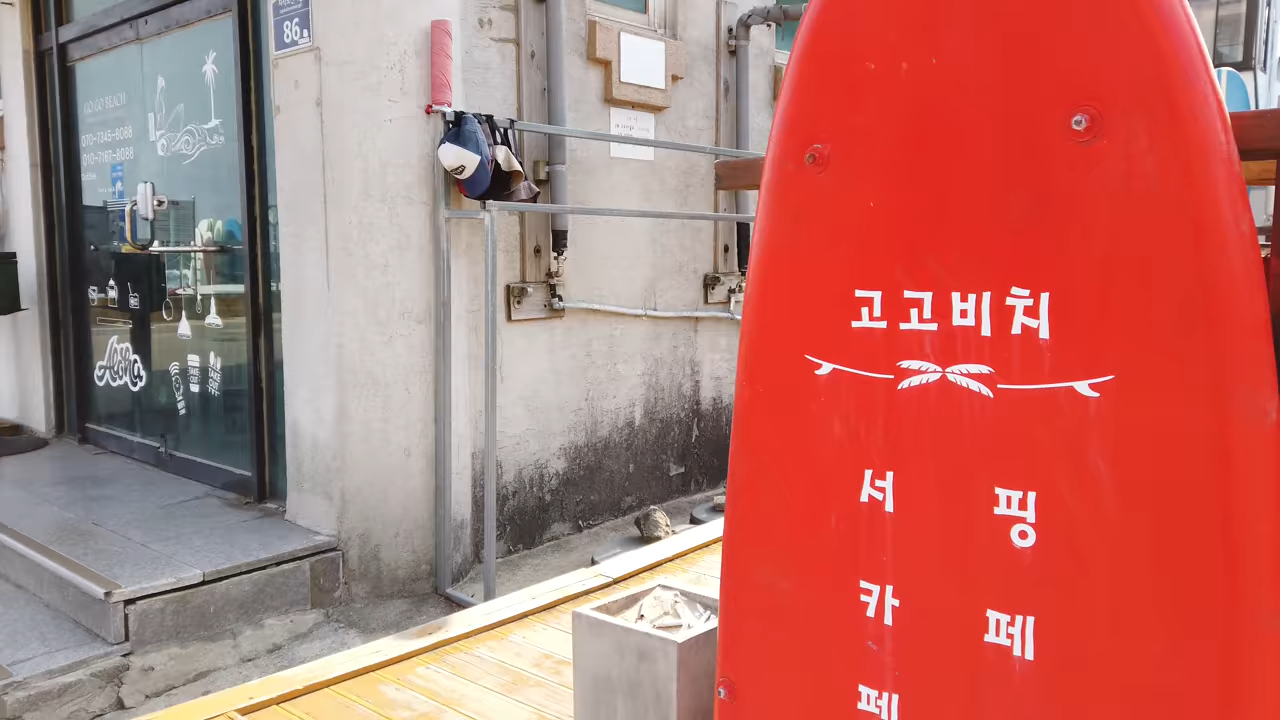 86
GO GO BEACH
070-7345-8088
010-7167-8088
Aloha
TAKE OUT
TAKE OUT
고고비치
서 핑
카 페
페